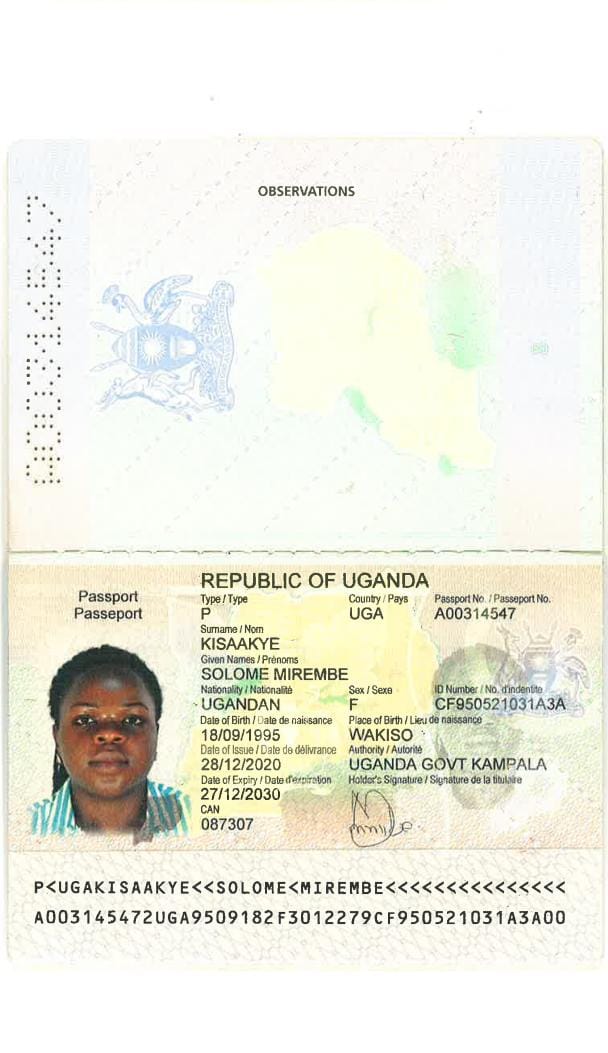 OBSERVATIONS
A00314547
REPUBLIC OF UGANDA
Passport
Passeport
Type / Type Country / Pays Passport No. / Passeport No.
P UGA A00314547
Surname / Nom
KISAAKYE
Given Names / Prénoms
SOLOME MIREMBE
Nationality / Nationalité Sex / Sexe ID Number / No. d'indentite
UGANDAN F CF950521031A3A
Date of Birth / Date de naissance Place of Birth / Lieu de naissance
18/09/1995 WAKISO
Date of Issue / Date de délivrance Authority / Autorité
28/12/2020 UGANDA GOVT KAMPALA
Date of Expiry / Date d'expiration Holder's Signature / Signature de la titulaire
27/12/2030
CAN
087307
P<UGAKISAAKYE<<SOLOME<MIREMBE<<<<<<<<<<<<<<<
A003145472UGA9509182F3012279CF950521031A3A00